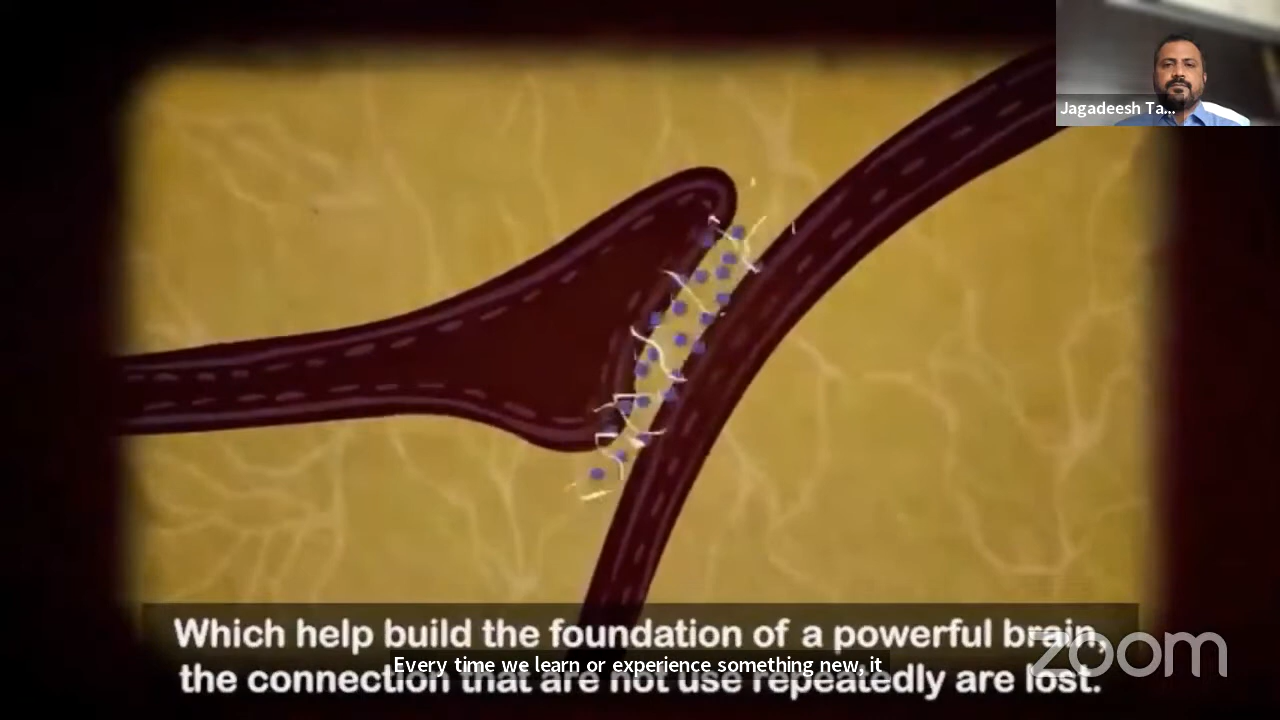 Jagadeesh Ta...
Which help build the foundation of a powerful brain,
Every time we learn or experience something new, it
the connection that are not use repeatedly are lost.
zoom